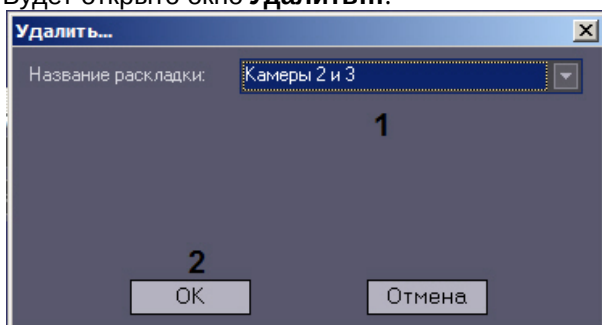 Будет открыто окно Удалить....
Удалить...
Название раскладки: Камеры 2 и 3
1
2
OK Отмена